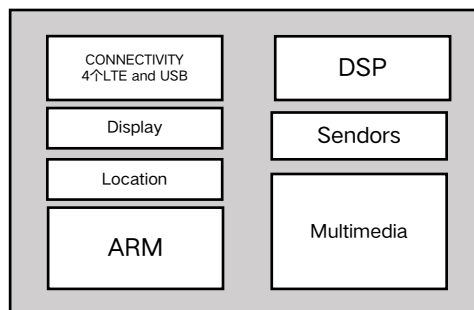 CONNECTIVITY
4个LTE and USB
DSP
Display
Sendors
Location
ARM
Multimedia